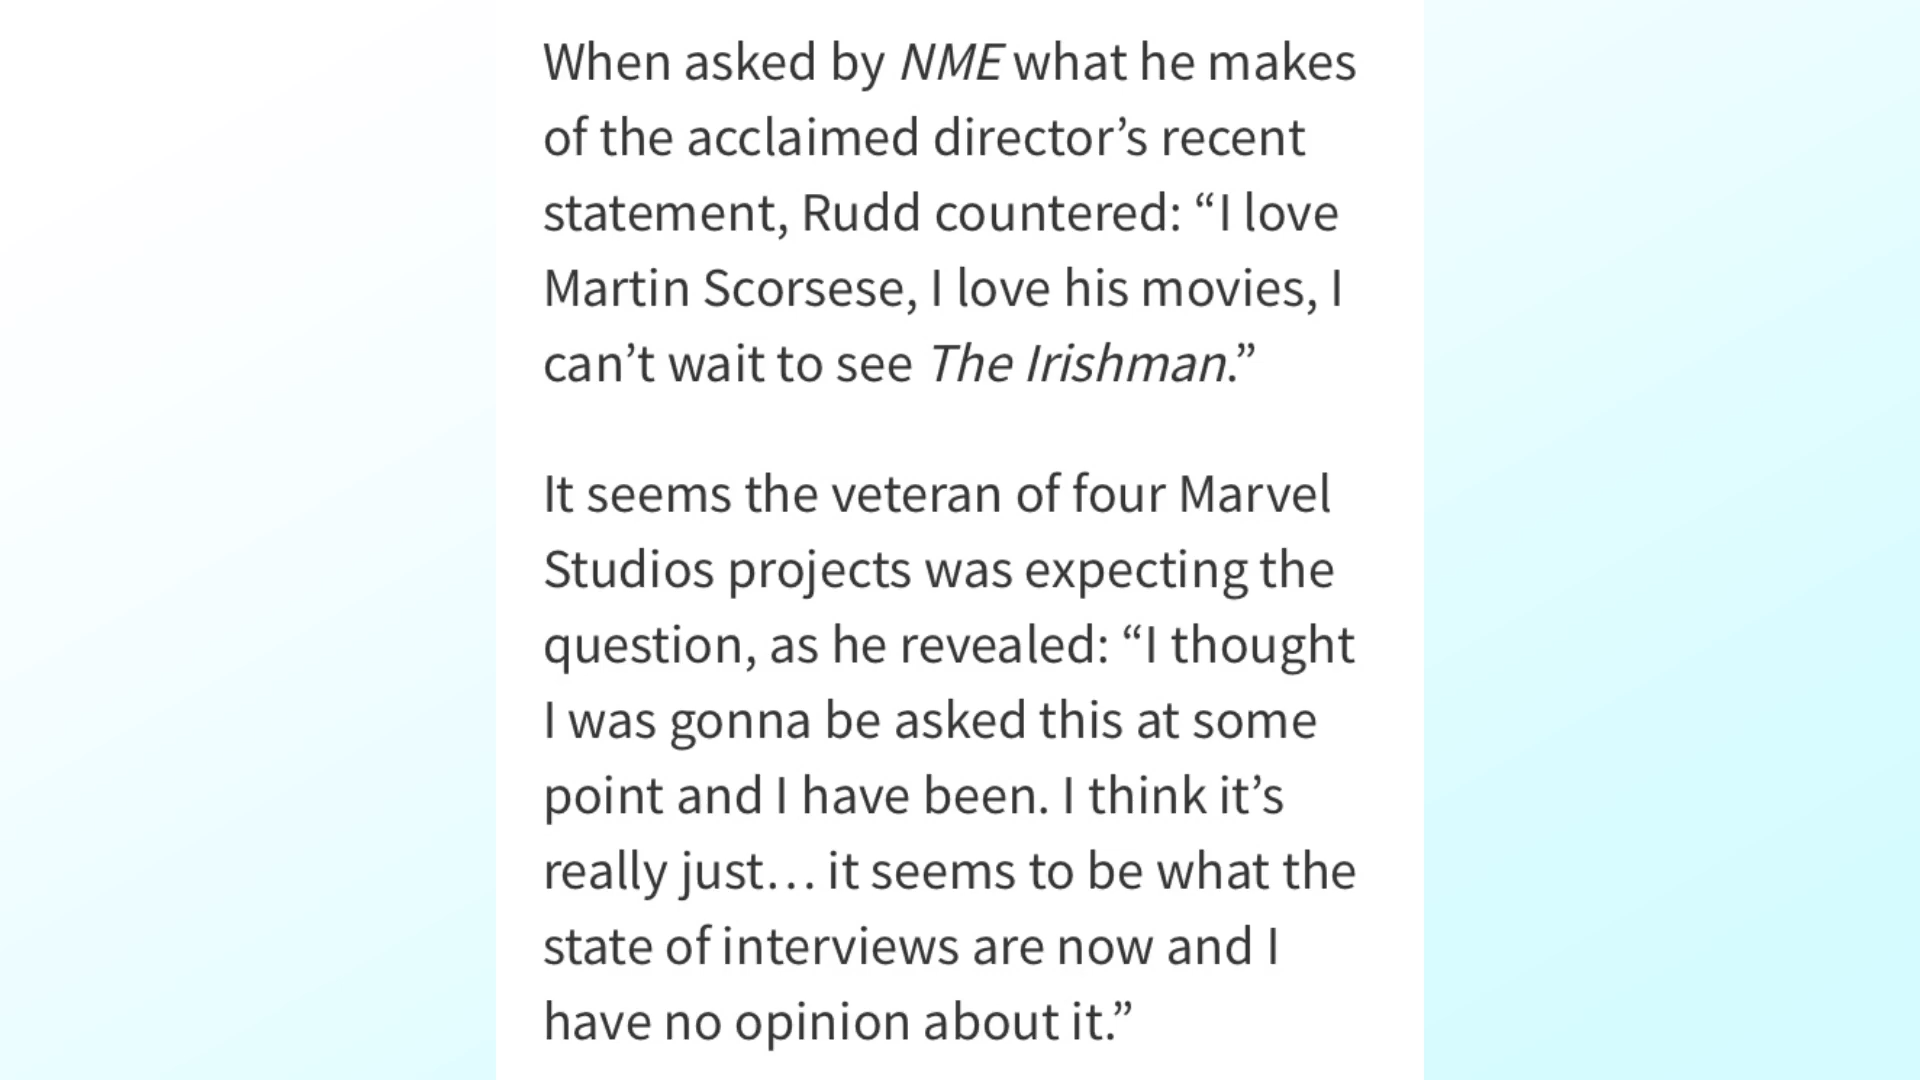 When asked by NME what he makes
of the acclaimed director’s recent
statement, Rudd countered: “I love
Martin Scorsese, I love his movies, I
can’t wait to see The Irishman.”
It seems the veteran of four Marvel
Studios projects was expecting the
question, as he revealed: “I thought
I was gonna be asked this at some
point and I have been. I think it’s
really just… it seems to be what the
state of interviews are now and I
have no opinion about it.”